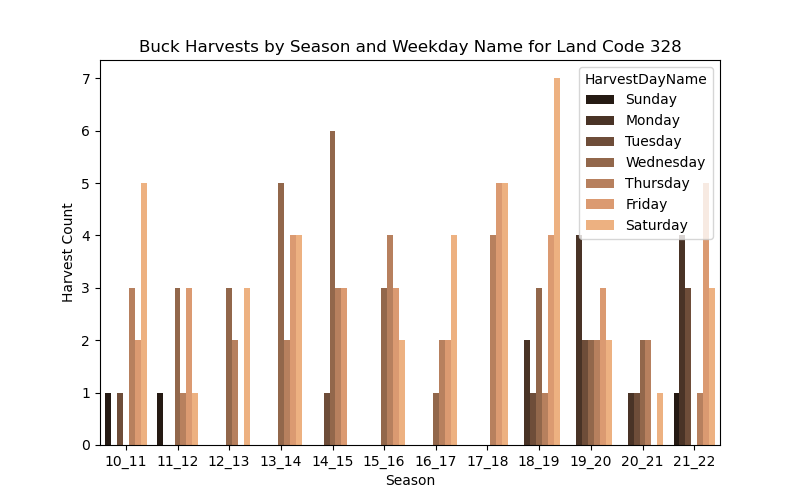 Buck Harvests by Season and Weekday Name for Land Code 328
HarvestDayName
Sunday
Monday
Tuesday
Wednesday
Thursday
Friday
Saturday
Harvest Count
7
6
5
4
3
2
1
0
10_11 11_12 12_13 13_14 14_15 15_16 16_17 17_18 18_19 19_20 20_21 21_22
Season